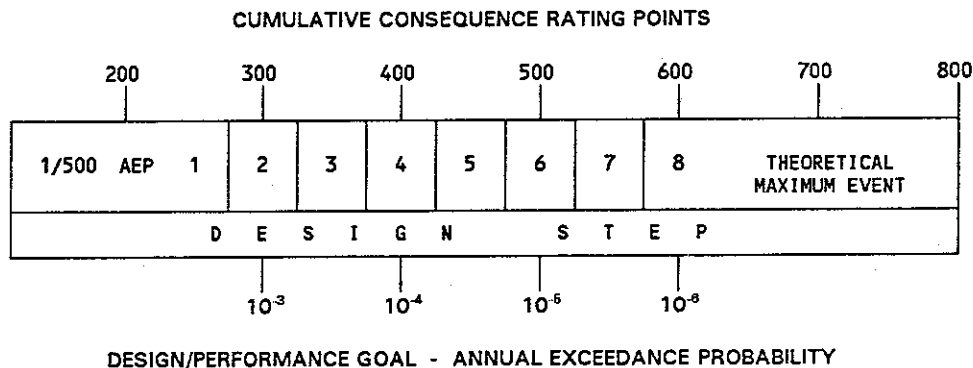 CUMULATIVE CONSEQUENCE RATING POINTS
200 300 400 500 600 700 800
1/500 AEP 1 2 3 4 5 6 7 8 THEORETICAL
MAXIMUM EVENT
D E S I G N S T E P
10⁻³ 10⁻⁴ 10⁻⁵ 10⁻⁶
DESIGN/PERFORMANCE GOAL - ANNUAL EXCEEDANCE PROBABILITY